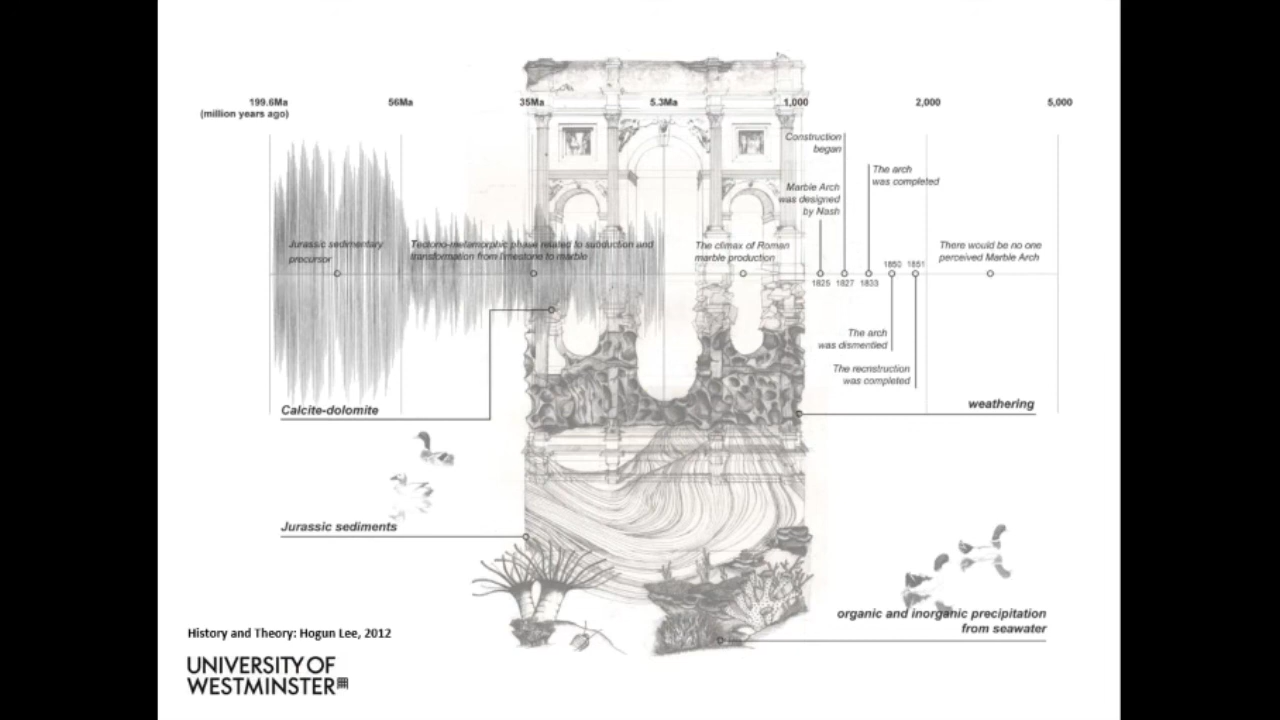 199.6Ma
(million years ago)
56Ma
35Ma
5.3Ma
1,000
2,000
5,000
Construction
began
The arch
was completed
Marble Arch
was designed
by Nash
Jurassic sedimentary
precursor
Tectono-metamorphic phase related to subduction and
transformation from limestone to marble
The climax of Roman
marble production
There would be no one
perceived Marble Arch
1850
1851
1825
1827
1833
The arch
was dismentled
The recnstruction
was completed
Calcite-dolomite
weathering
Jurassic sediments
organic and inorganic precipitation
from seawater
History and Theory: Hogun Lee, 2012
UNIVERSITY OF
WESTMINSTER